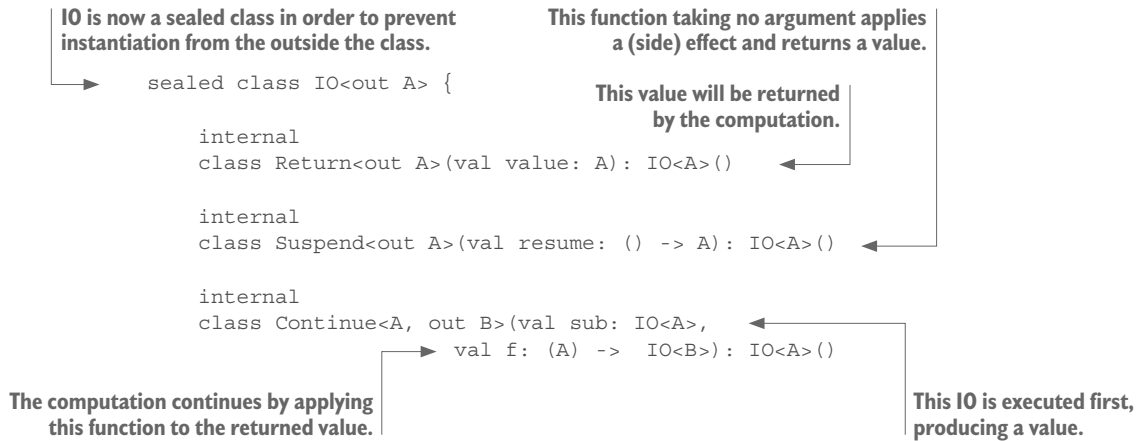 IO is now a sealed class in order to prevent
instantiation from the outside the class.
This function taking no argument applies
a (side) effect and returns a value.
sealed class IO<out A> {
This value will be returned
by the computation.
internal
class Return<out A>(val value: A): IO<A>()
internal
class Suspend<out A>(val resume: () -> A): IO<A>()
internal
class Continue<A, out B>(val sub: IO<A>,
val f: (A) -> IO<B>): IO<A>()
The computation continues by applying
this function to the returned value.
This IO is executed first,
producing a value.